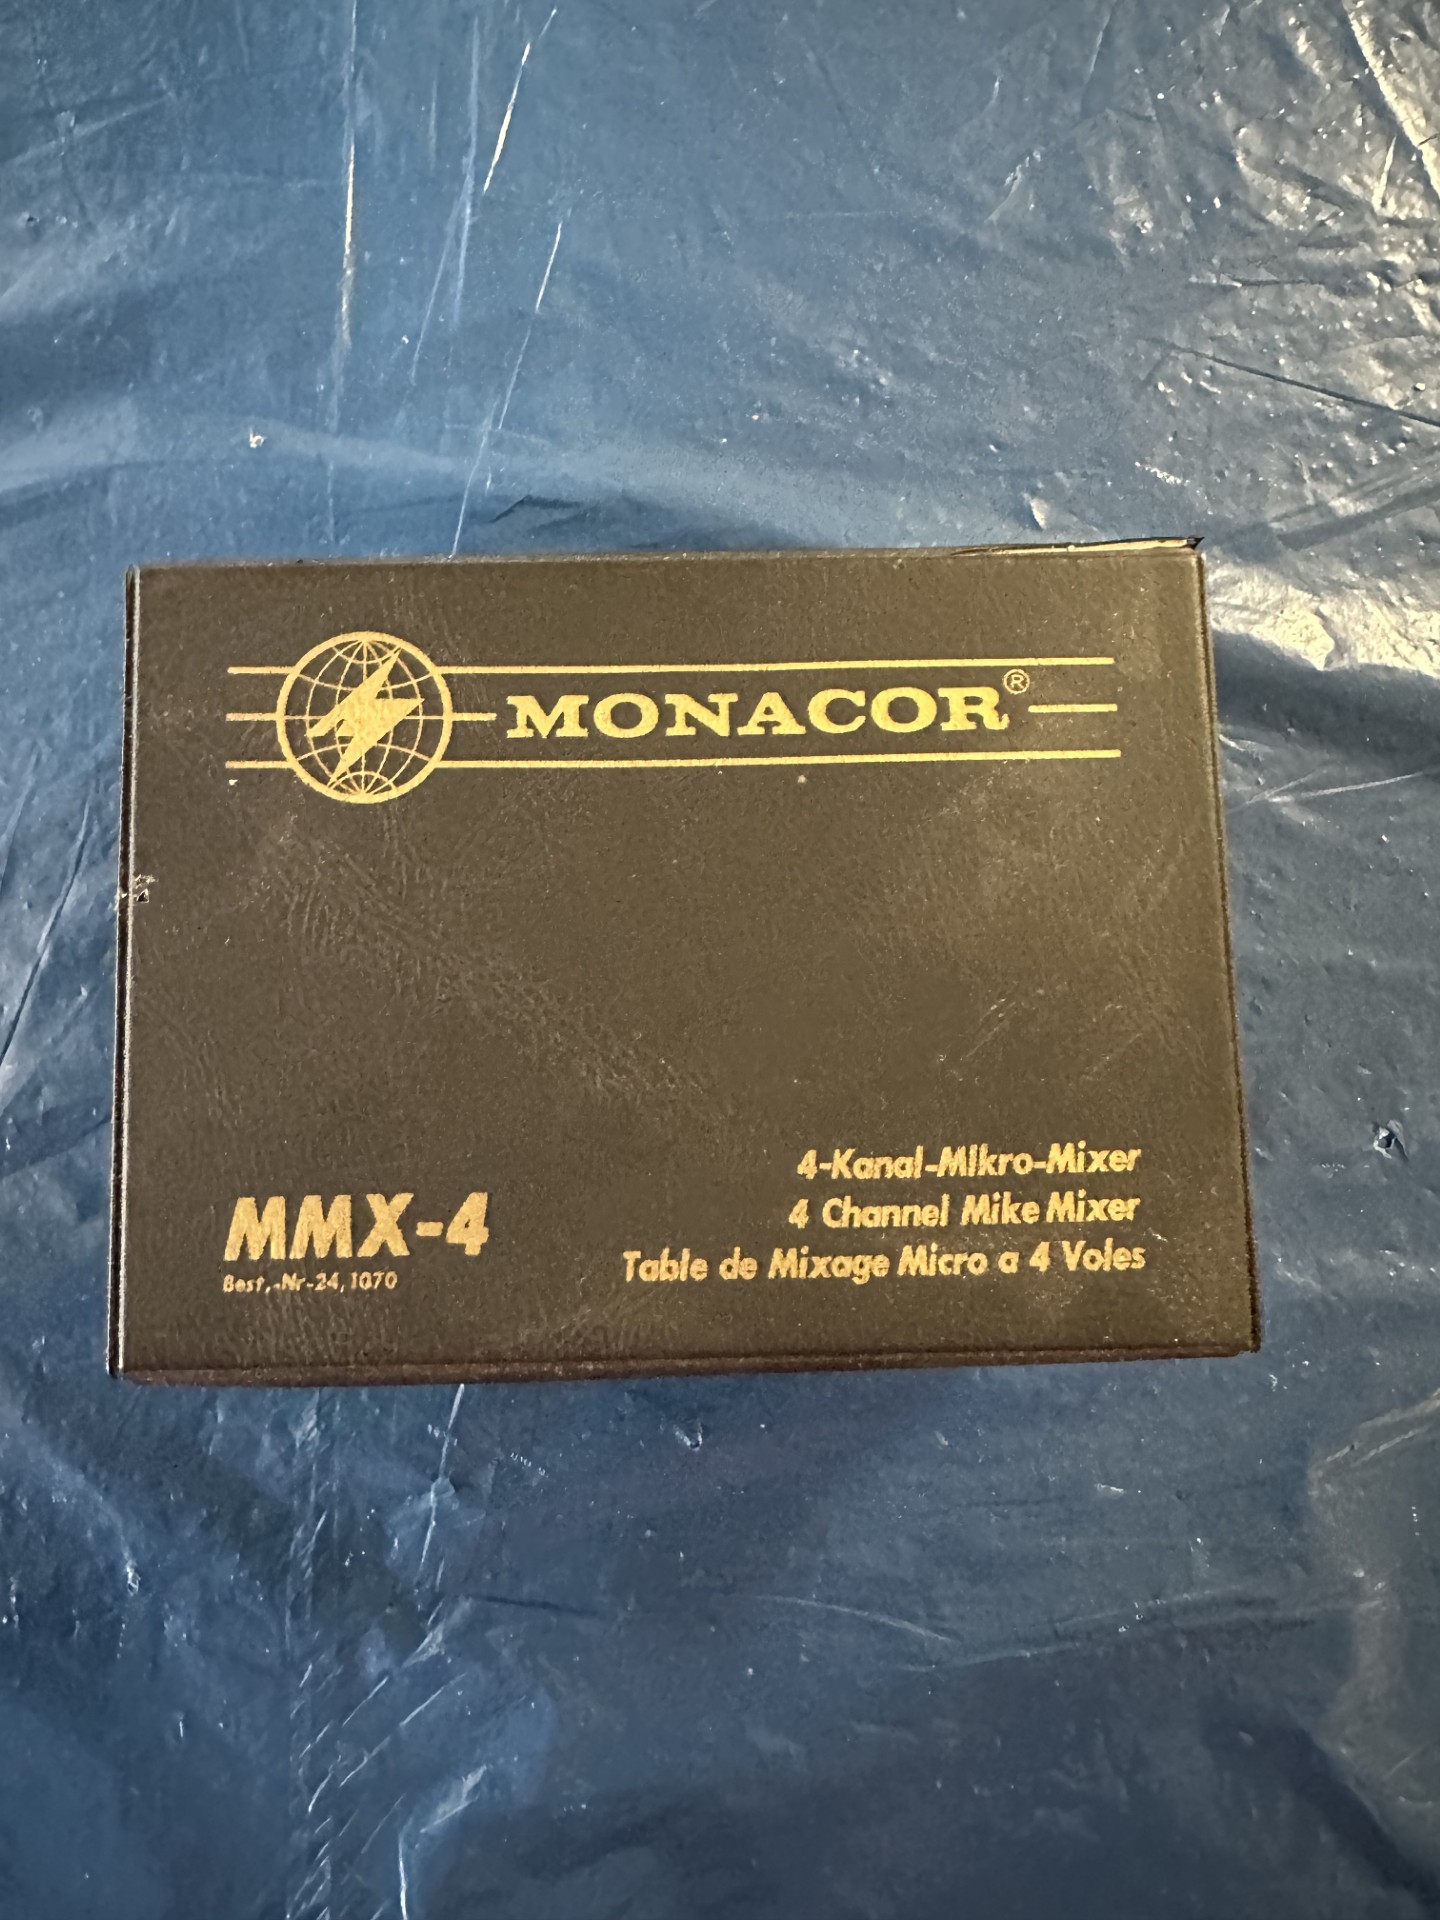 MONACOR®
MMX-4
Best.-Nr-24,1070
4-Kanal-Mikro-Mixer
4 Channel Mike Mixer
Table de Mixage Micro a 4 Voies